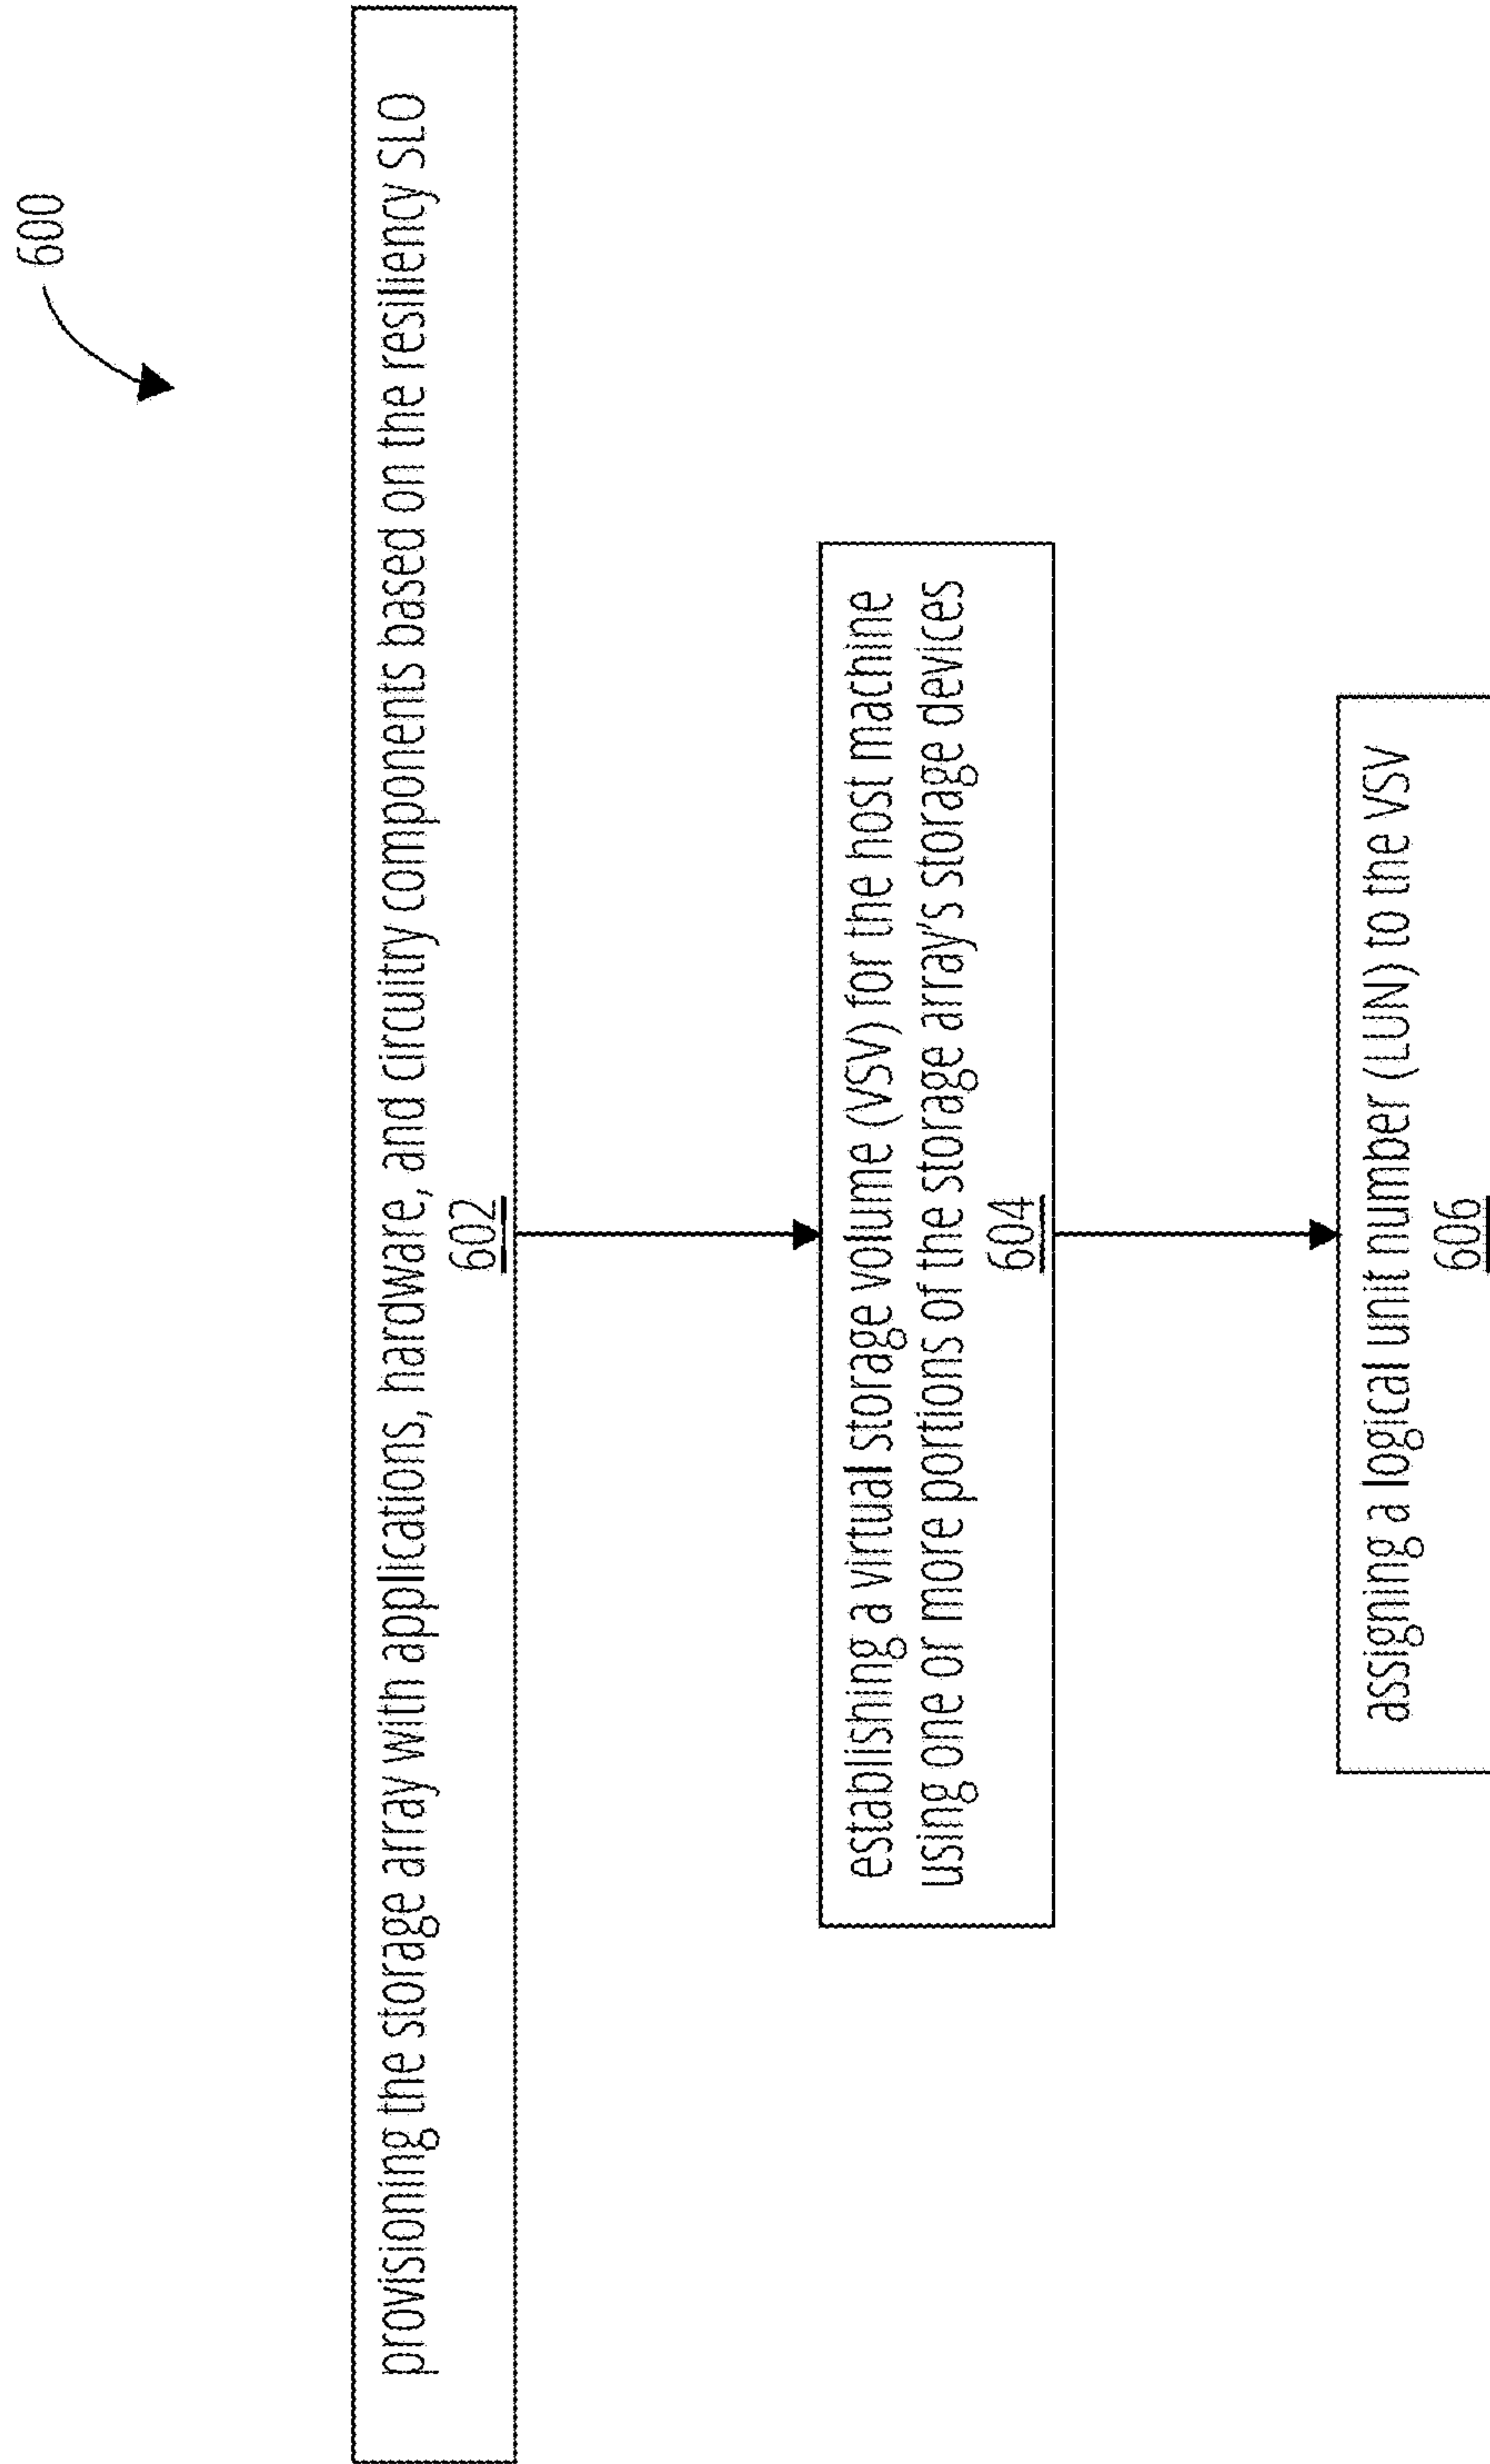 600
provisioning the storage array with applications, hardware, and circuitry components based on the resiliency SLO
602
establishing a virtual storage volume (VSV) for the host machine
using one or more portions of the storage array's storage devices
604
assigning a logical unit number (LUN) to the VSV
606